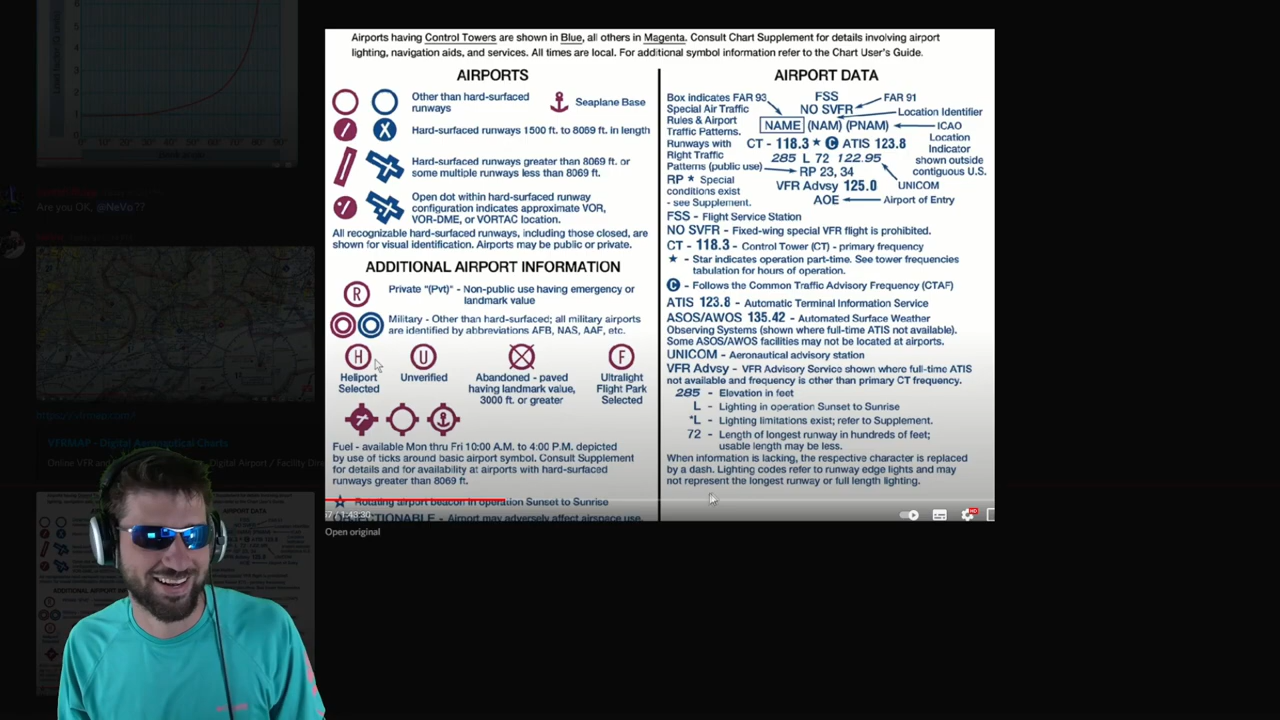 Airports having Control Towers are shown in Blue, all others in Magenta. Consult Chart Supplement for details involving airport
lighting, navigation aids, and services. All times are local. For additional symbol information refer to the Chart User's Guide.
AIRPORTS
Other than hard-surfaced
runways
Seaplane Base
Hard-surfaced runways 1500 ft. to 8069 ft. in length
Hard-surfaced runways greater than 8069 ft. or
some multiple runways less than 8069 ft.
Open dot within hard-surfaced runway
configuration indicates approximate VOR,
VOR-DME, or VORTAC location.
All recognizable hard-surfaced runways, including those closed, are
shown for visual identification. Airports may be public or private.
ADDITIONAL AIRPORT INFORMATION
R
Private "(Pvt)" - Non-public use having emergency or
landmark value
Military - Other than hard-surfaced; all military airports
are identified by abbreviations AFB, NAS, AAF, etc.
H
U
F
Heliport
Selected
Unverified
Abandoned - paved
having landmark value,
3000 ft. or greater
Ultralight
Flight Park
Selected
Fuel - available Mon thru Fri 10:00 A.M. to 4:00 P.M. depicted
by use of ticks around basic airport symbol. Consult Supplement
for details and for availability at airports with hard-surfaced
runways greater than 8069 ft.
Rotating airport beacon in operation Sunset to Sunrise
OBJECTIONABLE - Airport may adversely affect airspace use.
AIRPORT DATA
Box indicates FAR 93
Special Air Traffic
Rules & Airport
Traffic Patterns.
Runways with
Right Traffic
Patterns (public use)
RP * Special
conditions exist
- see Supplement.
FSS
NO SVFR
FAR 91
Location Identifier
NAME (NAM) (PNAM)
ICAO
Location
Indicator
shown outside
contiguous U.S.
CT - 118.3 ★ C ATIS 123.8
285 L 72 122.95
RP 23, 34
VFR Advsy 125.0
UNICOM
AOE
Airport of Entry
FSS - Flight Service Station
NO SVFR - Fixed-wing special VFR flight is prohibited.
CT - 118.3 - Control Tower (CT) - primary frequency
★ - Star indicates operation part-time. See tower frequencies
tabulation for hours of operation.
C - Follows the Common Traffic Advisory Frequency (CTAF)
ATIS 123.8 - Automatic Terminal Information Service
ASOS/AWOS 135.42 - Automated Surface Weather
Observing Systems (shown where full-time ATIS not available).
Some ASOS/AWOS facilities may not be located at airports.
UNICOM - Aeronautical advisory station
VFR Advsy - VFR Advisory Service shown where full-time ATIS
not available and frequency is other than primary CT frequency.
285 - Elevation in feet
L - Lighting in operation Sunset to Sunrise
*L - Lighting limitations exist; refer to Supplement.
72 - Length of longest runway in hundreds of feet;
usable length may be less.
When information is lacking, the respective character is replaced
by a dash. Lighting codes refer to runway edge lights and may
not represent the longest runway or full length lighting.
7 / 1:43:30
HD
Open original
Are you OK, @NeVo??
VFRMAP - Digital Aeronautical Charts